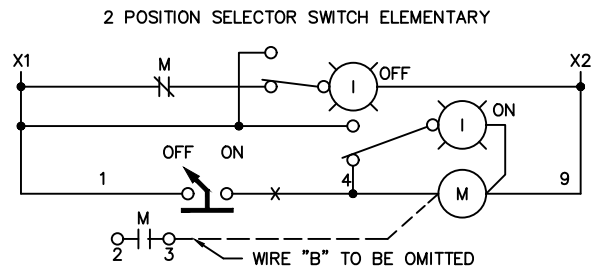 2 POSITION SELECTOR SWITCH ELEMENTARY
X1
M
I
OFF
X2
I
ON
OFF ON
1
X
4
M
9
M
2
3
WIRE "B" TO BE OMITTED